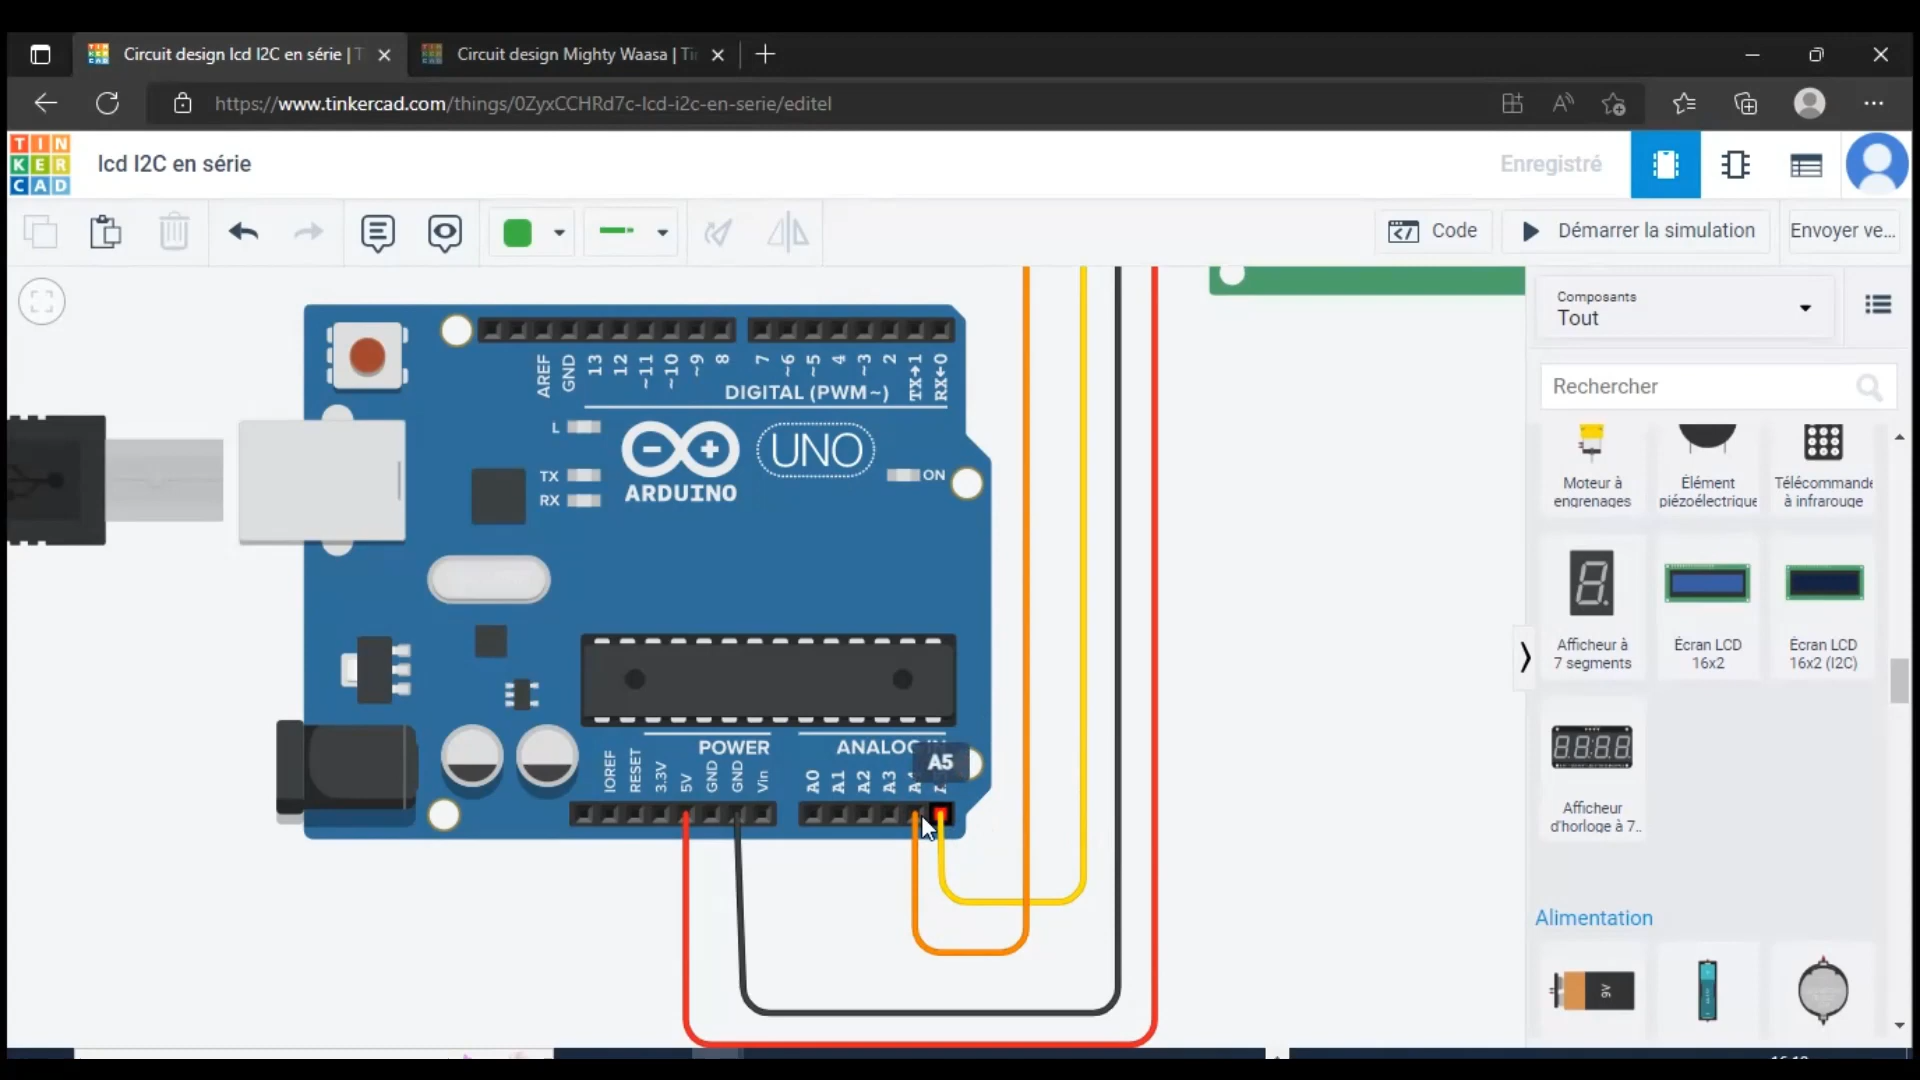 Circuit design lcd I2C en série | T
Circuit design Mighty Waasa | Ti
https://www.tinkercad.com/things/0ZyxCCHRd7c-lcd-i2c-en-serie/editel
TIN
KER
CAD
lcd I2C en série
Enregistré
Code
Démarrer la simulation
Envoyer ve...
Composants
Tout
Rechercher
AREF
GND
13
12
~11
~10
~9
8
7
~6
~5
4
~3
2
TX→1
RX←0
DIGITAL (PWM~)
L
TX
RX
ARDUINO
UNO
ON
POWER
ANALOG IN
A5
IOREF
RESET
3.3V
5V
GND
GND
Vin
A0
A1
A2
A3
Moteur à
engrenages
Élément
piézoélectrique
Télécommande
à infrarouge
Afficheur à
7 segments
Écran LCD
16x2
Écran LCD
16x2 (I2C)
Afficheur
d'horloge à 7..
Alimentation
9V